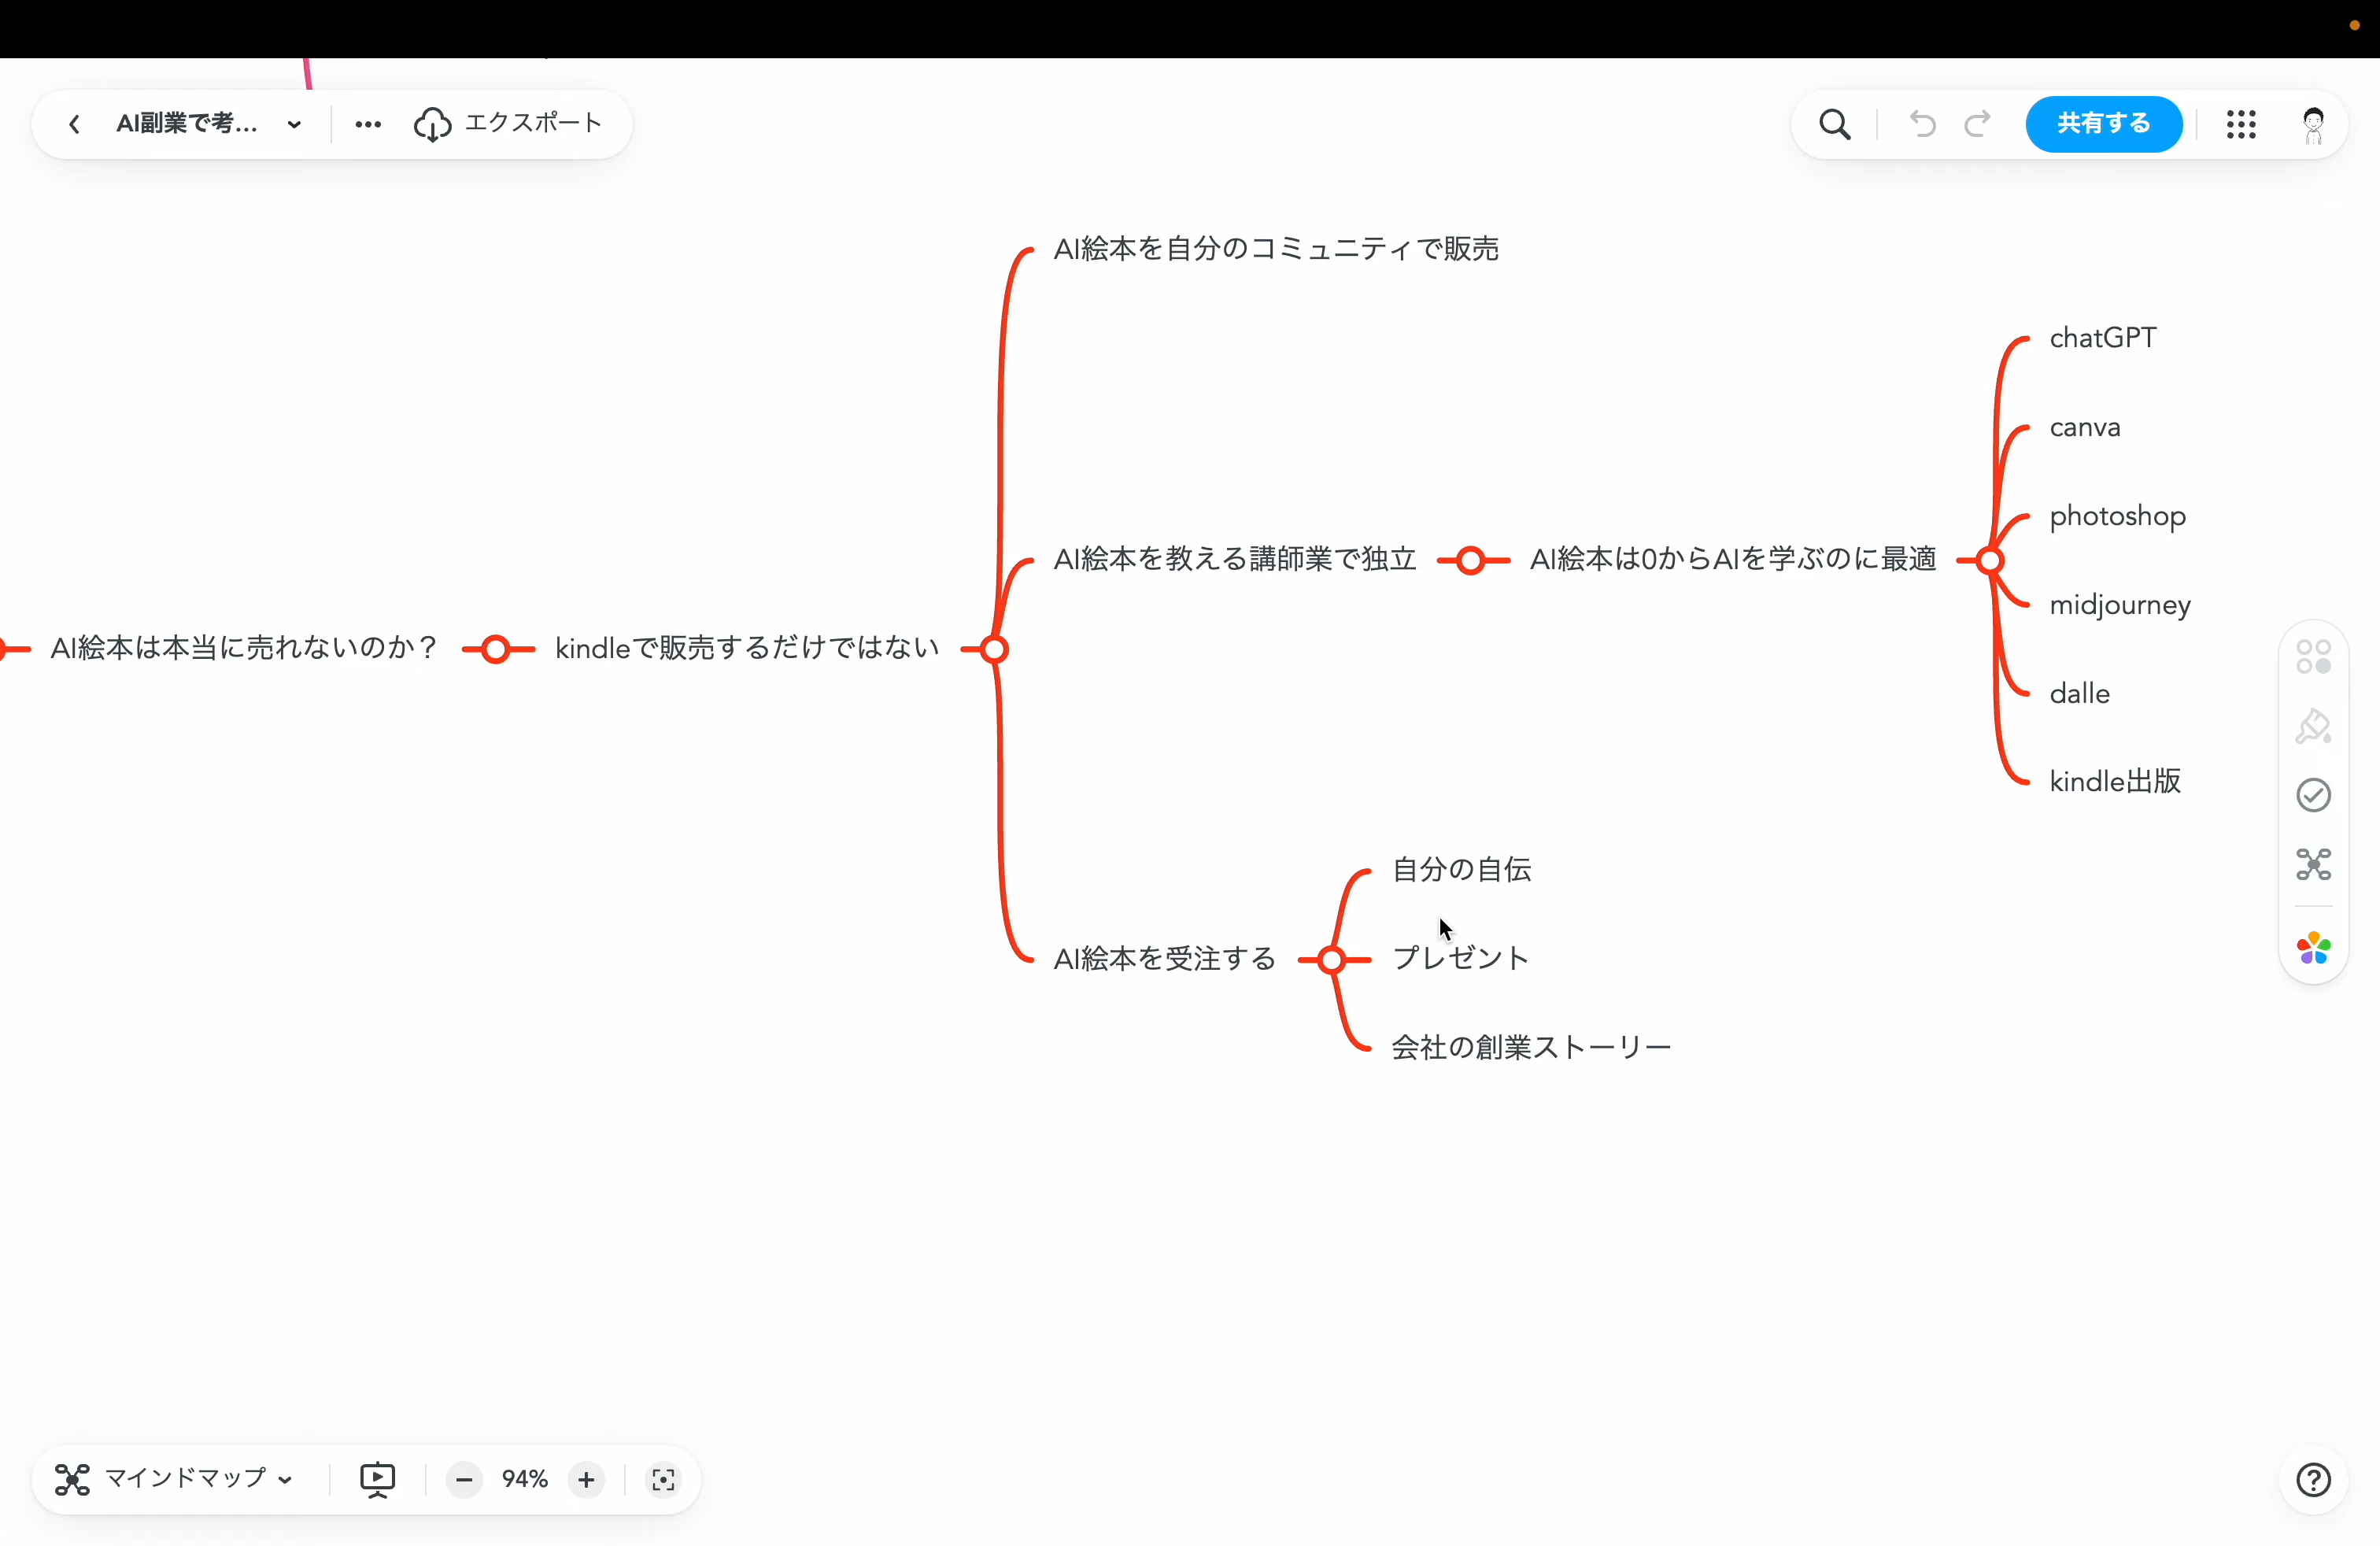 AI副業で考...
エクスポート
共有する
AI絵本を自分のコミュニティで販売
chatGPT
canva
photoshop
AI絵本を教える講師業で独立
AI絵本は0からAIを学ぶのに最適
midjourney
AI絵本は本当に売れないのか？
kindleで販売するだけではない
dalle
kindle出版
自分の自伝
AI絵本を受注する
プレゼント
会社の創業ストーリー
マインドマップ
94%